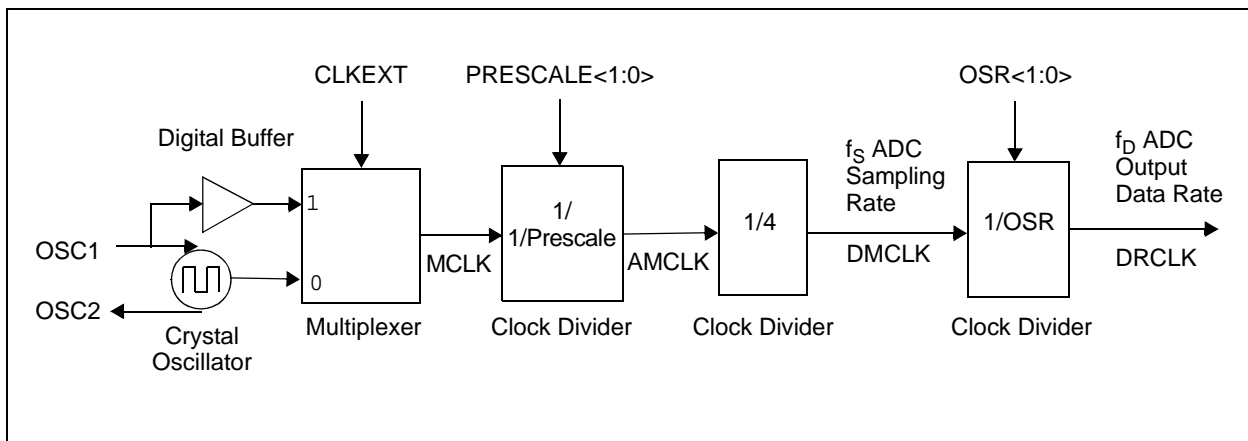 CLKEXT
PRESCALE<1:0>
OSR<1:0>
Digital Buffer
f_S ADC
Sampling
Rate
f_D ADC
Output
Data Rate
1
0
1/
1/Prescale
1/4
1/OSR
OSC1
OSC2
MCLK
AMCLK
DMCLK
DRCLK
Crystal
Oscillator
Multiplexer
Clock Divider
Clock Divider
Clock Divider